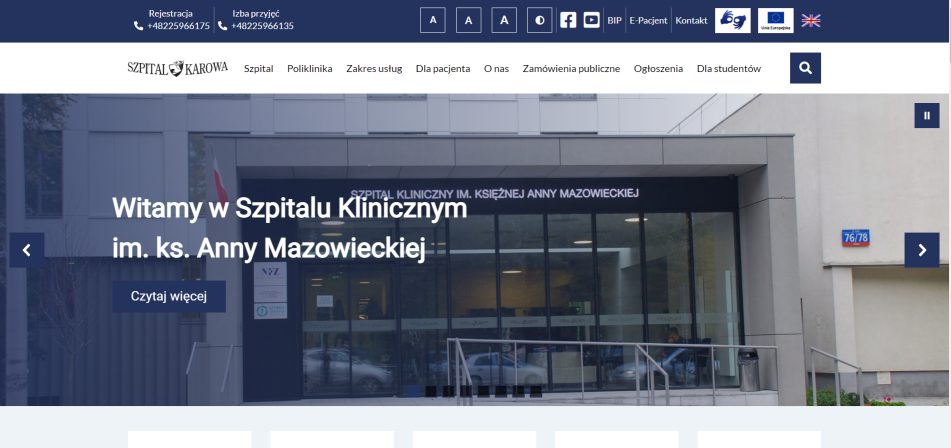 Rejestracja
+48225966175
Izba przyjęć
+48225966135
A
A
A
BIP
E-Pacjent
Kontakt
Unia Europejska
SZPITAL KAROWA
Szpital
Poliklinika
Zakres usług
Dla pacjenta
O nas
Zamówienia publiczne
Ogłoszenia
Dla studentów
SZPITAL KLINICZNY IM. KSIĘŻNEJ ANNY MAZOWIECKIEJ
Witamy w Szpitalu Klinicznym
im. ks. Anny Mazowieckiej
76/78
NFZ
Czytaj więcej